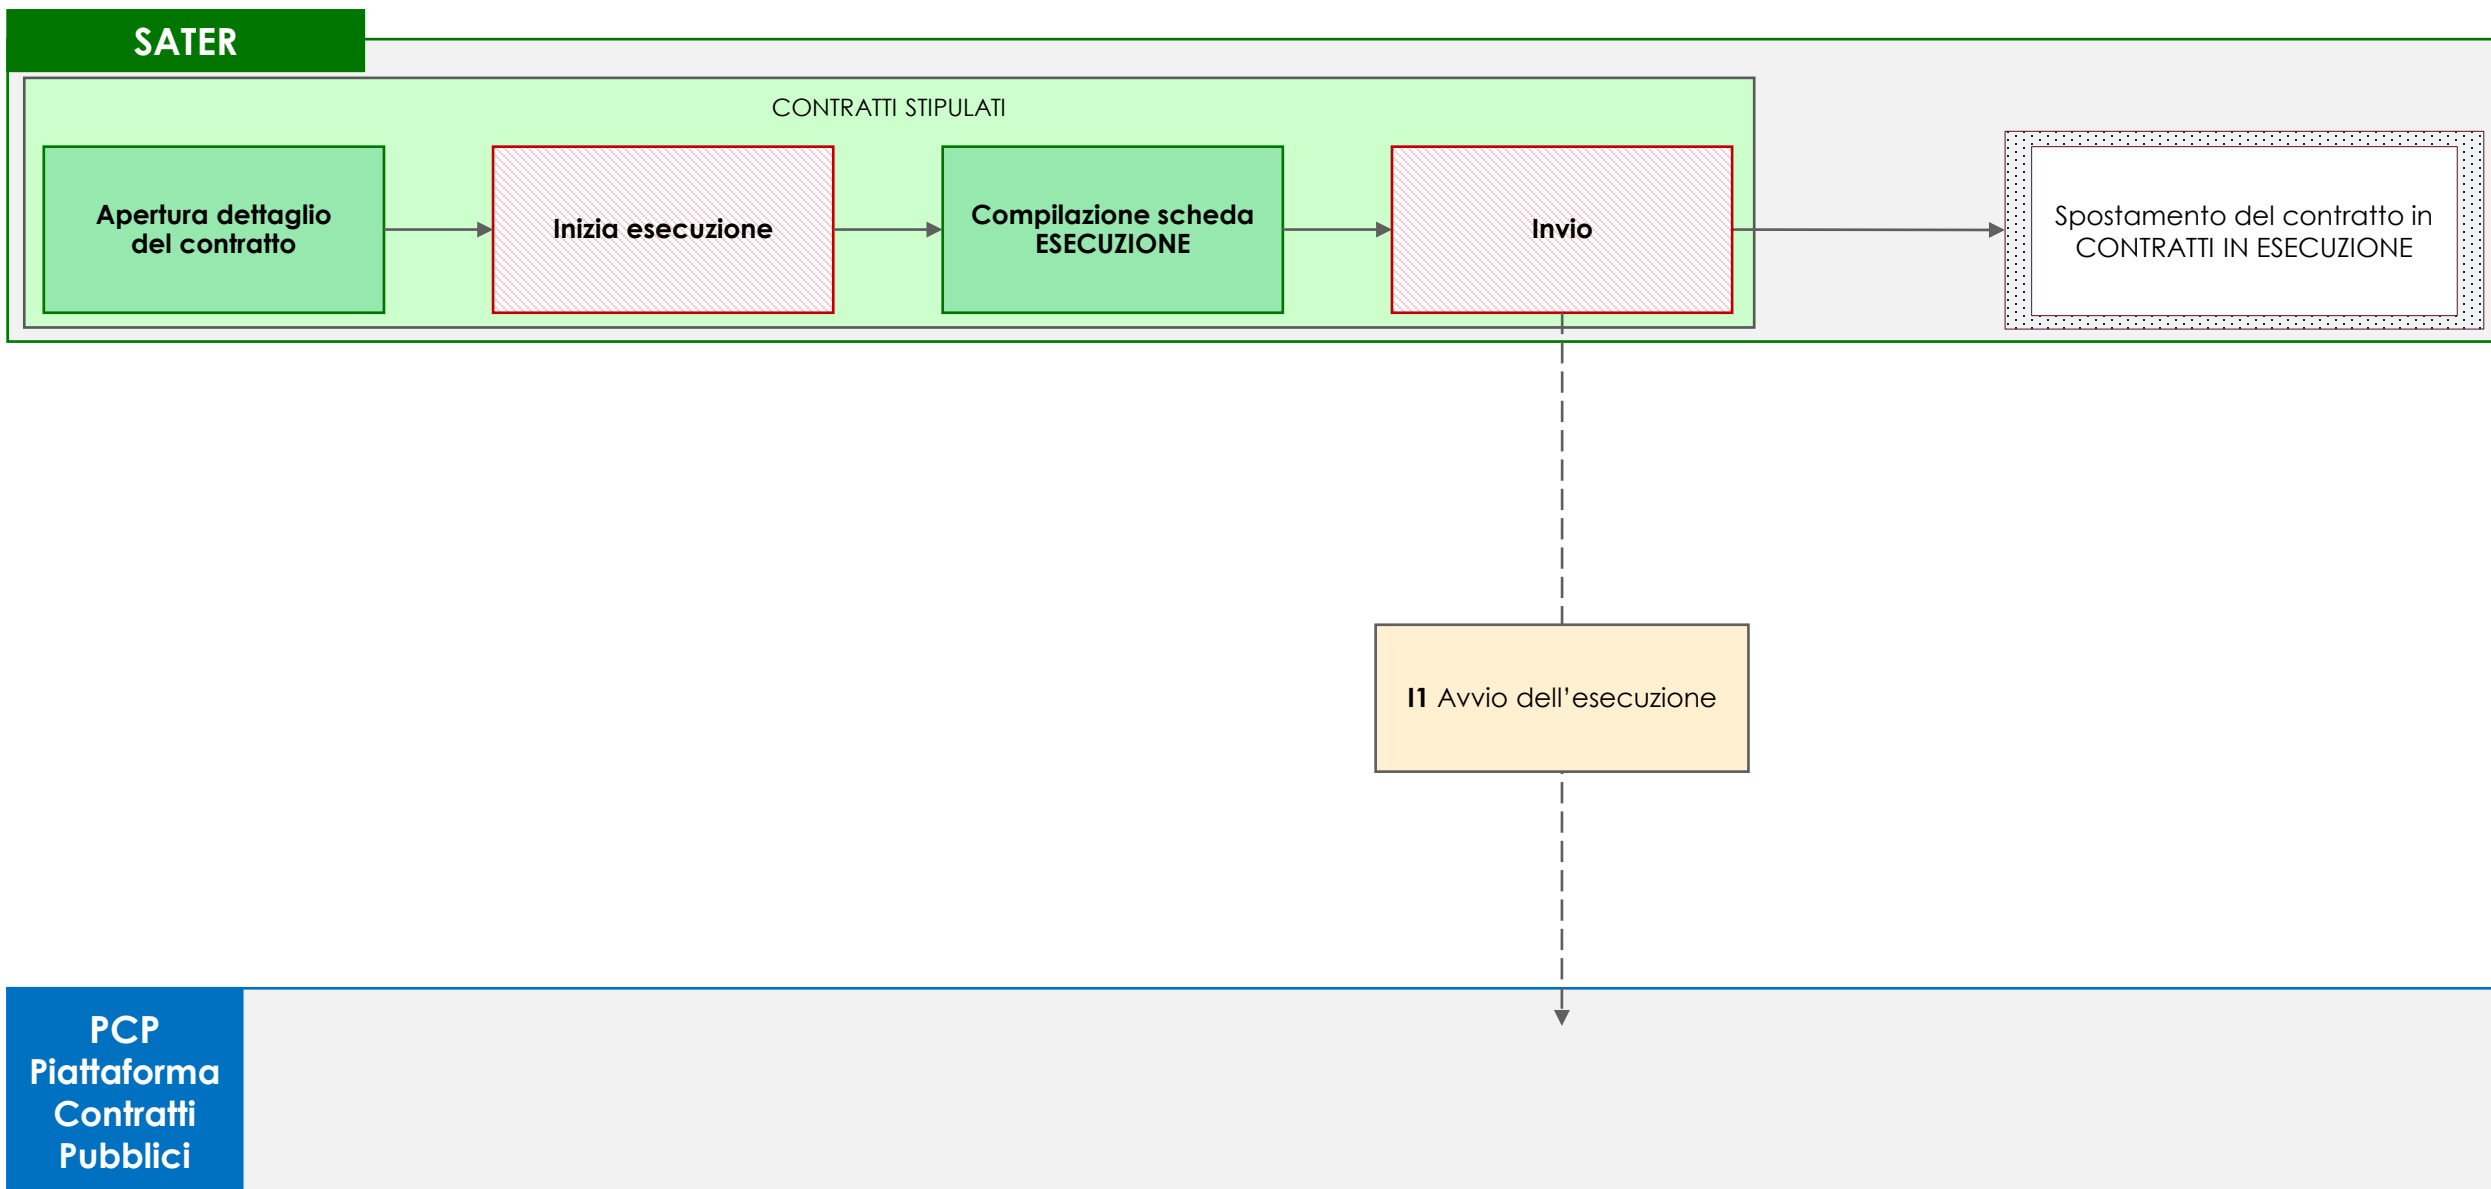 SATER
CONTRATTI STIPULATI
Apertura dettaglio
del contratto
Inizia esecuzione
Compilazione scheda
ESECUZIONE
Invio
Spostamento del contratto in
CONTRATTI IN ESECUZIONE
I1 Avvio dell’esecuzione
PCP
Piattaforma
Contratti
Pubblici